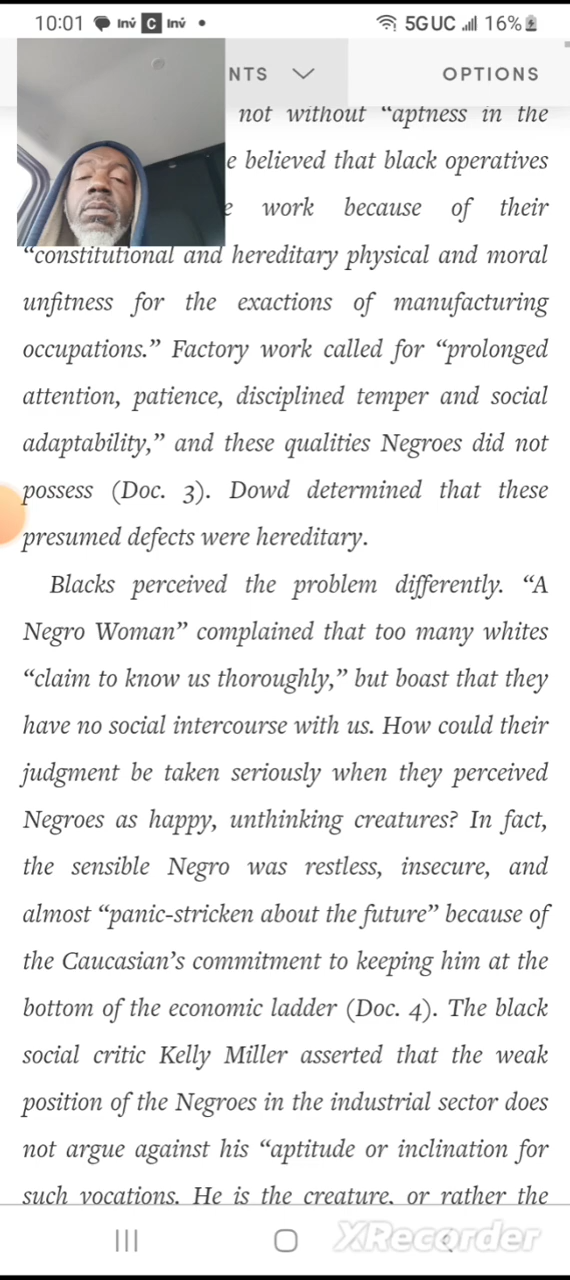 10:01 Inv C Inv 5G UC 16%
NTS OPTIONS
not without “aptness in the
e believed that black operatives
e work because of their
“constitutional and hereditary physical and moral
unfitness for the exactions of manufacturing
occupations.” Factory work called for “prolonged
attention, patience, disciplined temper and social
adaptability,” and these qualities Negroes did not
possess (Doc. 3). Dowd determined that these
presumed defects were hereditary.
Blacks perceived the problem differently. “A
Negro Woman” complained that too many whites
“claim to know us thoroughly,” but boast that they
have no social intercourse with us. How could their
judgment be taken seriously when they perceived
Negroes as happy, unthinking creatures? In fact,
the sensible Negro was restless, insecure, and
almost “panic-stricken about the future” because of
the Caucasian’s commitment to keeping him at the
bottom of the economic ladder (Doc. 4). The black
social critic Kelly Miller asserted that the weak
position of the Negroes in the industrial sector does
not argue against his “aptitude or inclination for
such vocations. He is the creature, or rather the
XRecorder